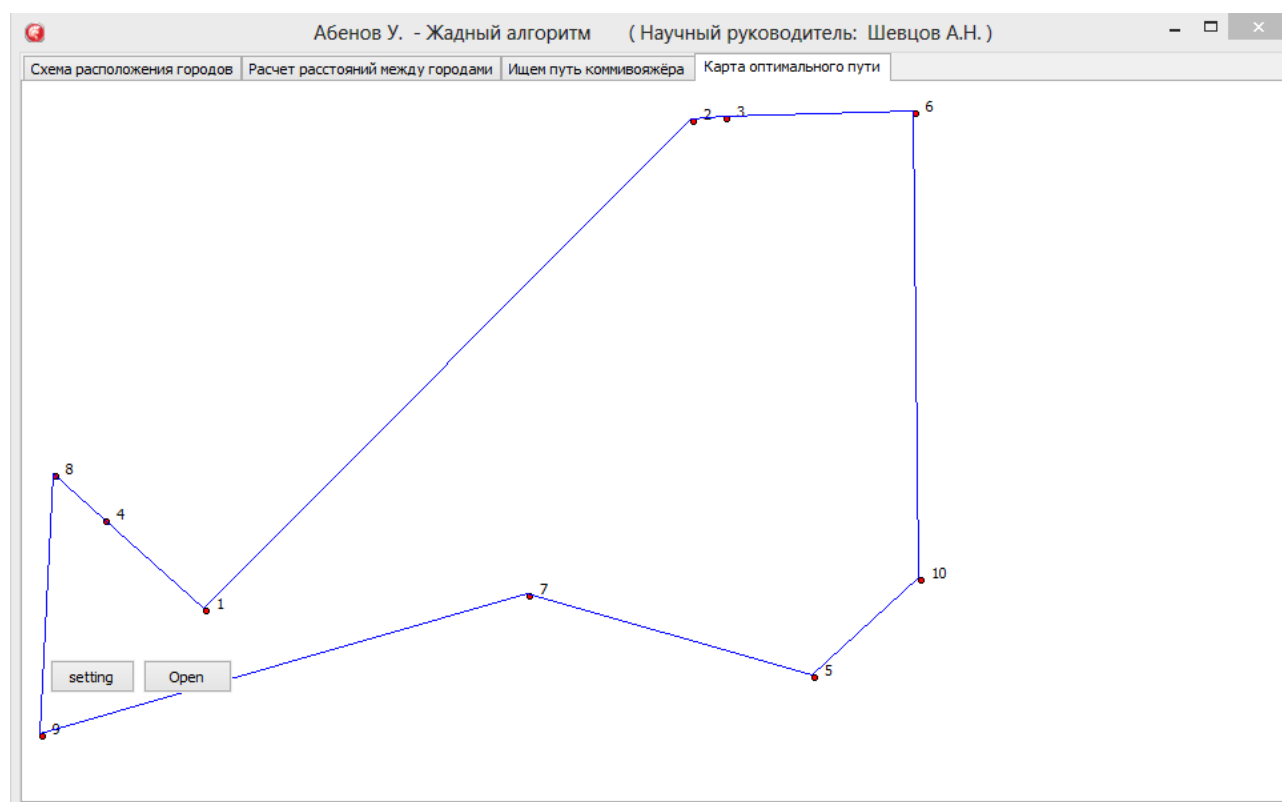 Абенов У. - Жадный алгоритм ( Научный руководитель: Шевцов А.Н. )
Схема расположения городов Расчет расстояний между городами Ищем путь коммивояжёра Карта оптимального пути
2 3 6
8
4
1
7
10
setting Open
5
9